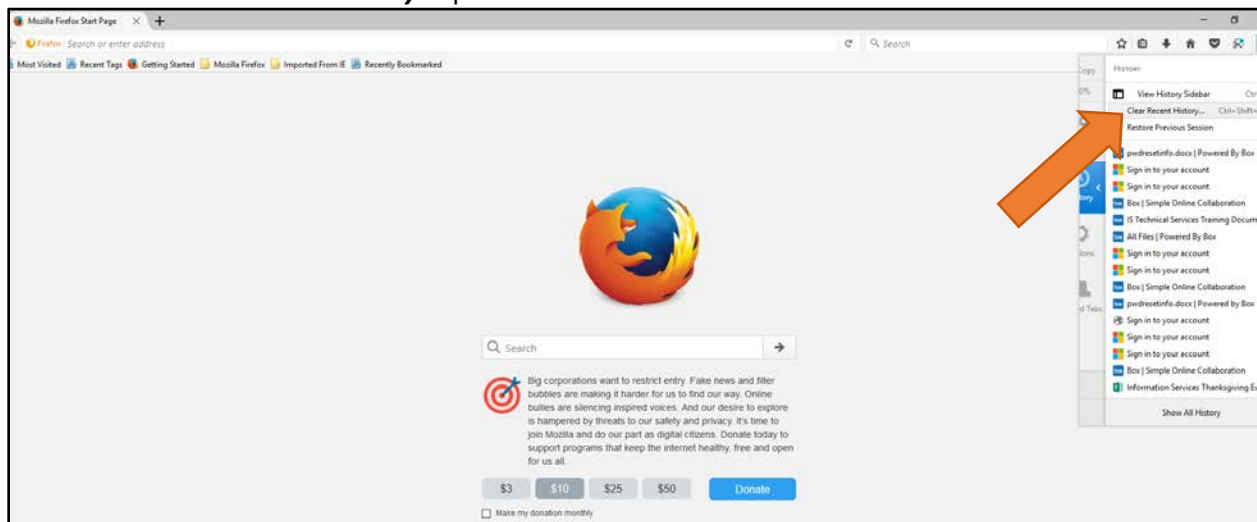 Mozilla Firefox Start Page
Firefox Search or enter address
Search
Most Visited Recent Tags Getting Started Mozilla Firefox Imported From IE Recently Bookmarked
History
View History Sidebar
Clear Recent History...
Restore Previous Session
pwdresetinfo.docx | Powered By Box
Sign in to your account
Sign in to your account
Box | Simple Online Collaboration
IS Technical Services Training Docum
All Files | Powered By Box
Sign in to your account
Sign in to your account
Box | Simple Online Collaboration
pwdresetinfo.docx | Powered by Box
Sign in to your account
Sign in to your account
Sign in to your account
Box | Simple Online Collaboration
Information Services Thanksgiving Ev
Show All History
Search
Big corporations want to restrict entry. Fake news and filter
bubbles are making it harder for us to find our way. Online
bullies are silencing inspired voices. And our desire to explore
is hampered by threats to our safety and privacy. It's time to
join Mozilla and do our part as digital citizens. Donate today to
support programs that keep the internet healthy, free and open
for us all.
$3 $10 $25 $50 Donate
Make my donation monthly